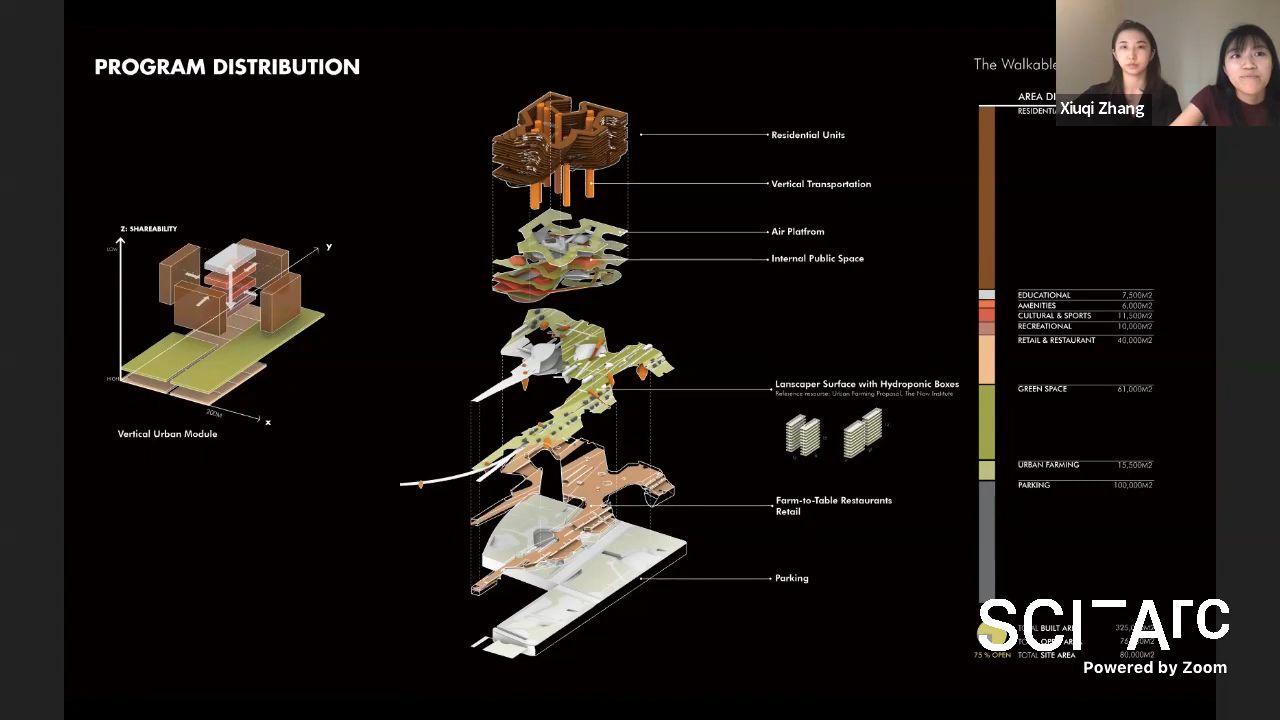 PROGRAM DISTRIBUTION
The Walkable
AREA
Xiuqi Zhang
Residential Units
Vertical Transportation
Air Platfrom
Internal Public Space
Z: SHAREABILITY
LOW
y
HIGH
200M
x
Vertical Urban Module
Lanscaper Surface with Hydroponic Boxes
Reference resourse: Urban Farming Proposal, The Now Institute
Farm-to-Table Restaurants
Retail
Parking
EDUCATIONAL 7,500M2
AMENITIES 6,000M2
CULTURAL & SPORTS 11,500M2
RECREATIONAL 10,000M2
RETAIL & RESTAURANT 40,000M2
GREEN SPACE 61,000M2
URBAN FARMING 15,500M2
PARKING 100,000M2
TOTAL BUILT
TOTAL
75 % OPEN TOTAL SITE AREA 80,000M2
SCI-Arc
Powered by Zoom